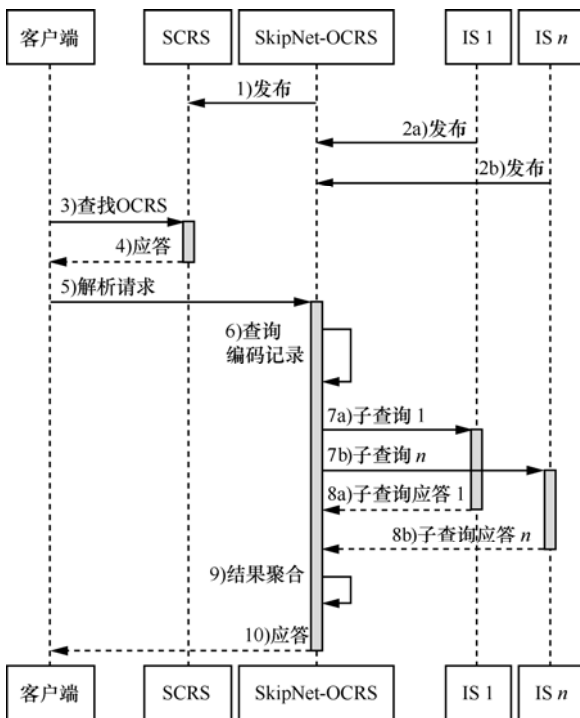 客户端
SCRS
SkipNet-OCRS
IS 1
IS n
1)发布
2a)发布
2b)发布
3)查找OCRS
4)应答
5)解析请求
6)查询
编码记录
7a)子查询 1
7b)子查询 n
8a)子查询应答 1
8b)子查询应答 n
9)结果聚合
10)应答
客户端
SCRS
SkipNet-OCRS
IS 1
IS n